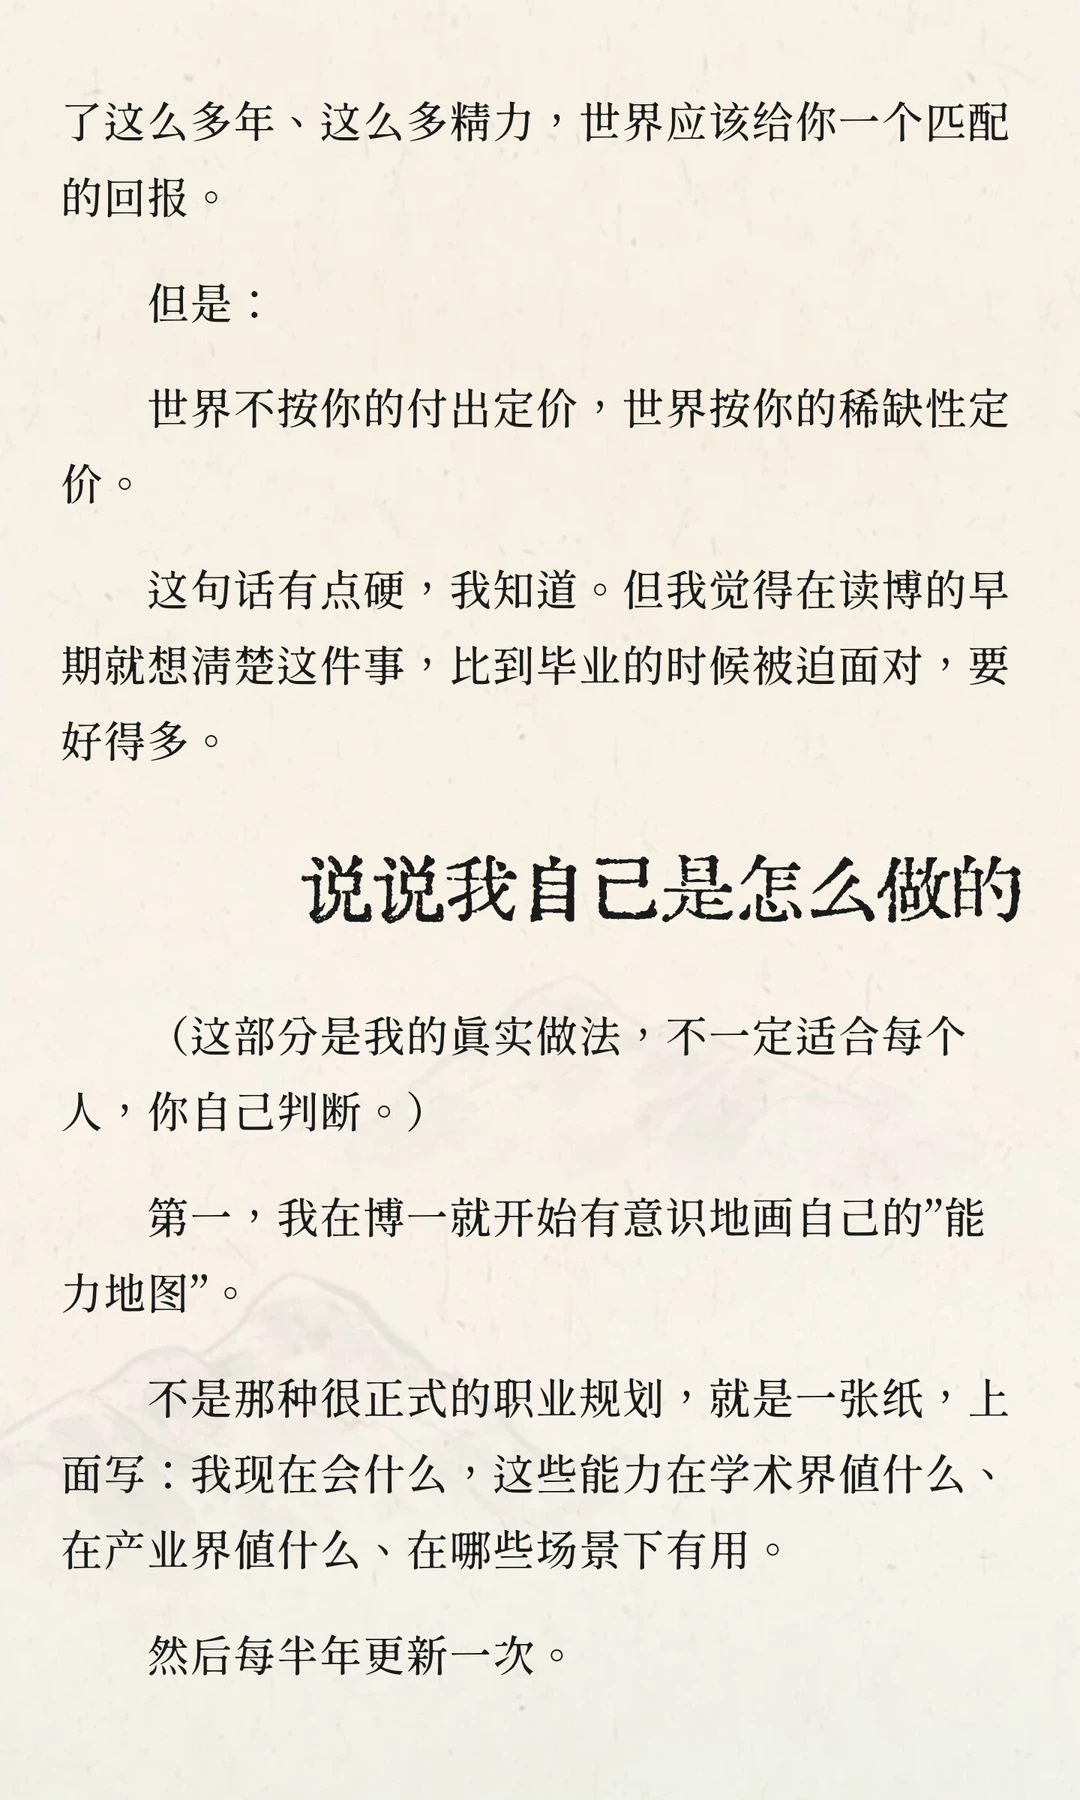 了这么多年、这么多精力，世界应该给你一个匹配
的回报。
但是：
世界不按你的付出定价，世界按你的稀缺性定
价。
这句话有点硬，我知道。但我觉得在读博的早
期就想清楚这件事，比到毕业的时候被迫面对，要
好得多。
说说我自己是怎么做的
（这部分是我的真实做法，不一定适合每个
人，你自己判断。）
第一，我在博一就开始有意识地画自己的”能
力地图”。
不是那种很正式的职业规划，就是一张纸，上
面写：我现在会什么，这些能力在学术界值什么、
在产业界值什么、在哪些场景下有用。
然后每半年更新一次。